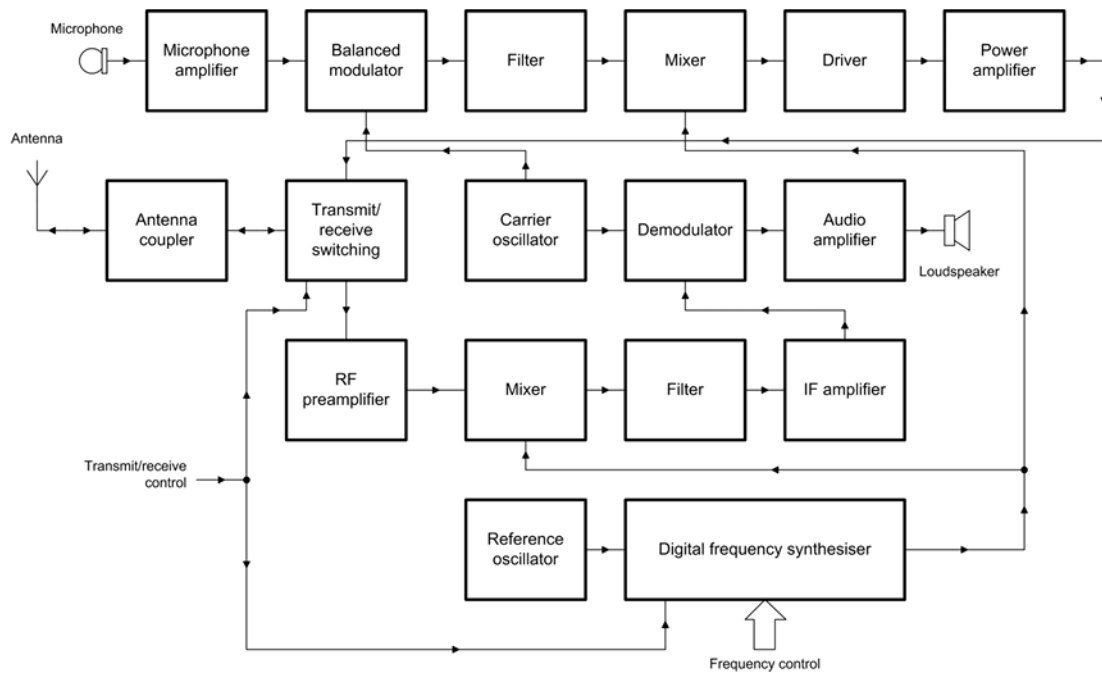 Microphone
Microphone
amplifier
Balanced
modulator
Filter
Mixer
Driver
Power
amplifier
Antenna
Antenna
coupler
Transmit/
receive
switching
Carrier
oscillator
Demodulator
Audio
amplifier
Loudspeaker
RF
preamplifier
Mixer
Filter
IF amplifier
Transmit/receive
control
Reference
oscillator
Digital frequency synthesiser
Frequency control